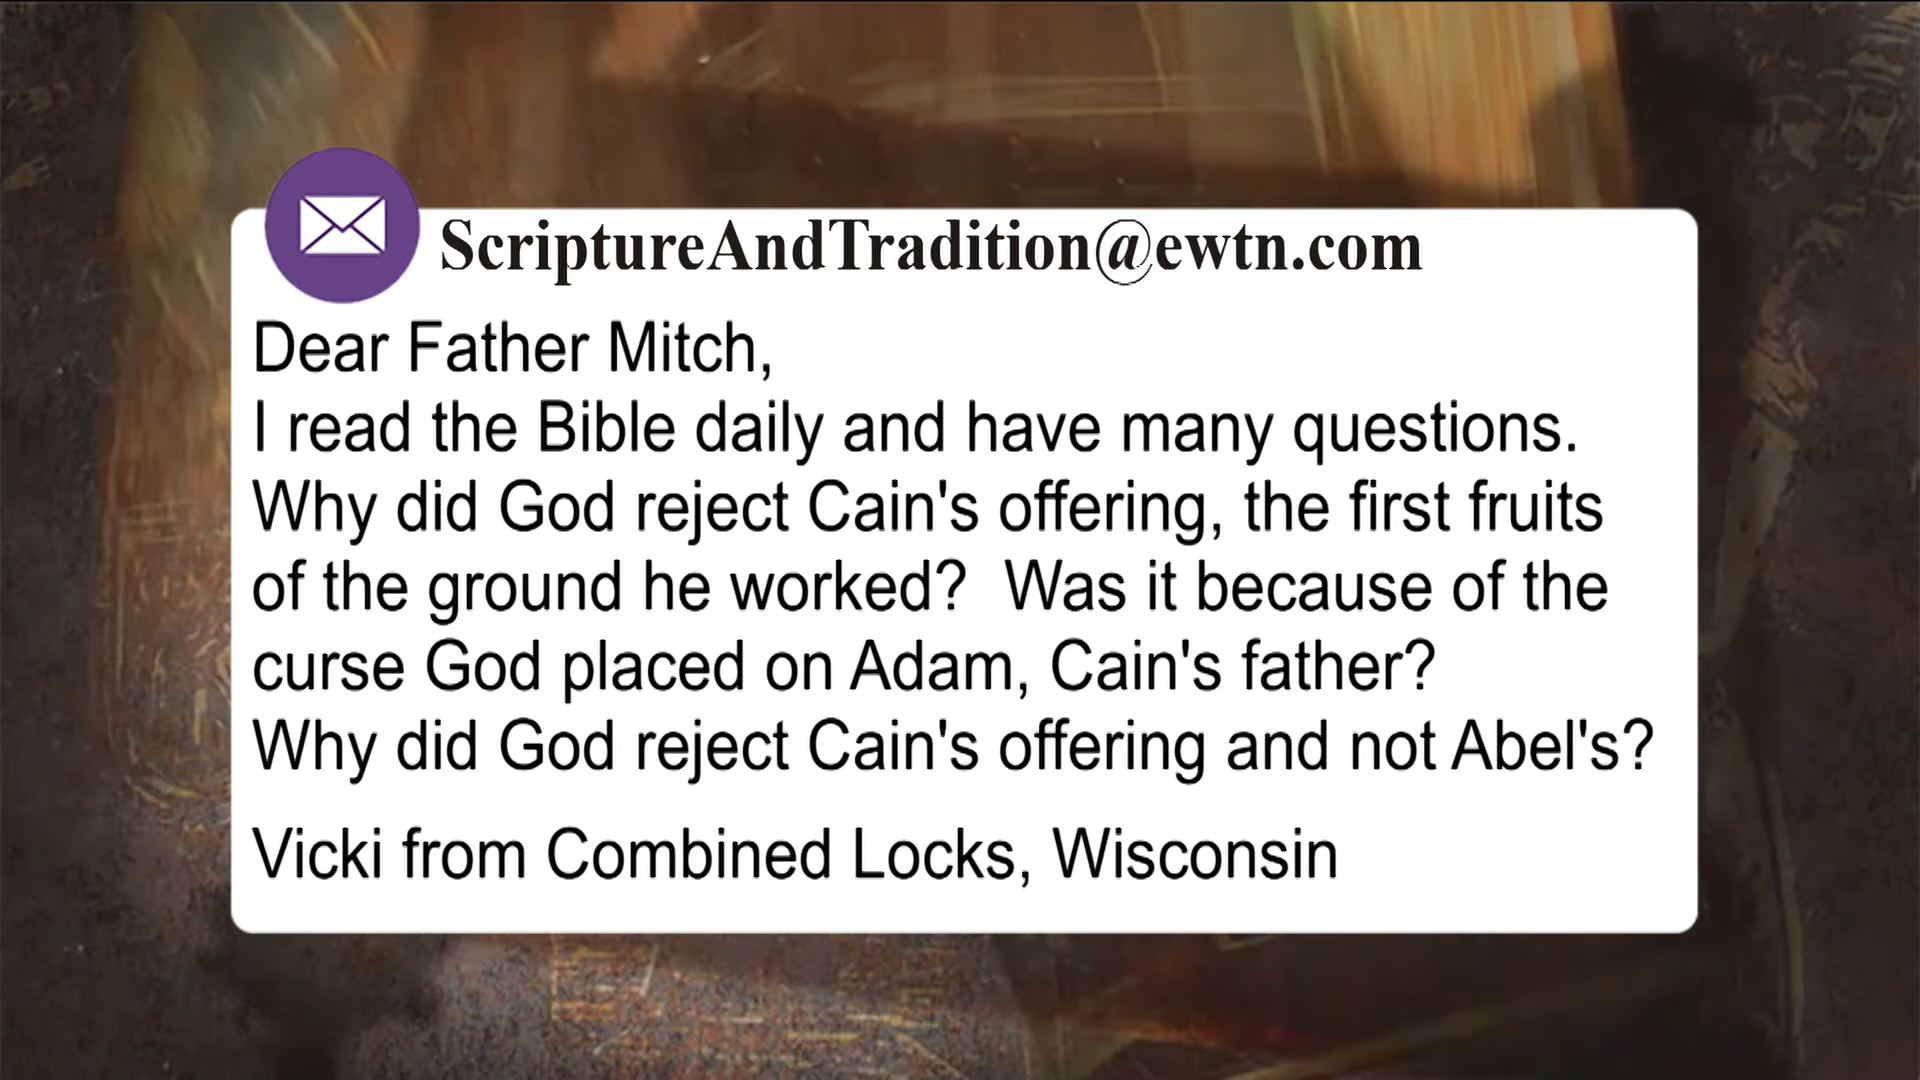 ScriptureAndTradition@ewtn.com
Dear Father Mitch,
I read the Bible daily and have many questions.
Why did God reject Cain's offering, the first fruits
of the ground he worked?  Was it because of the
curse God placed on Adam, Cain's father?
Why did God reject Cain's offering and not Abel's?
Vicki from Combined Locks, Wisconsin